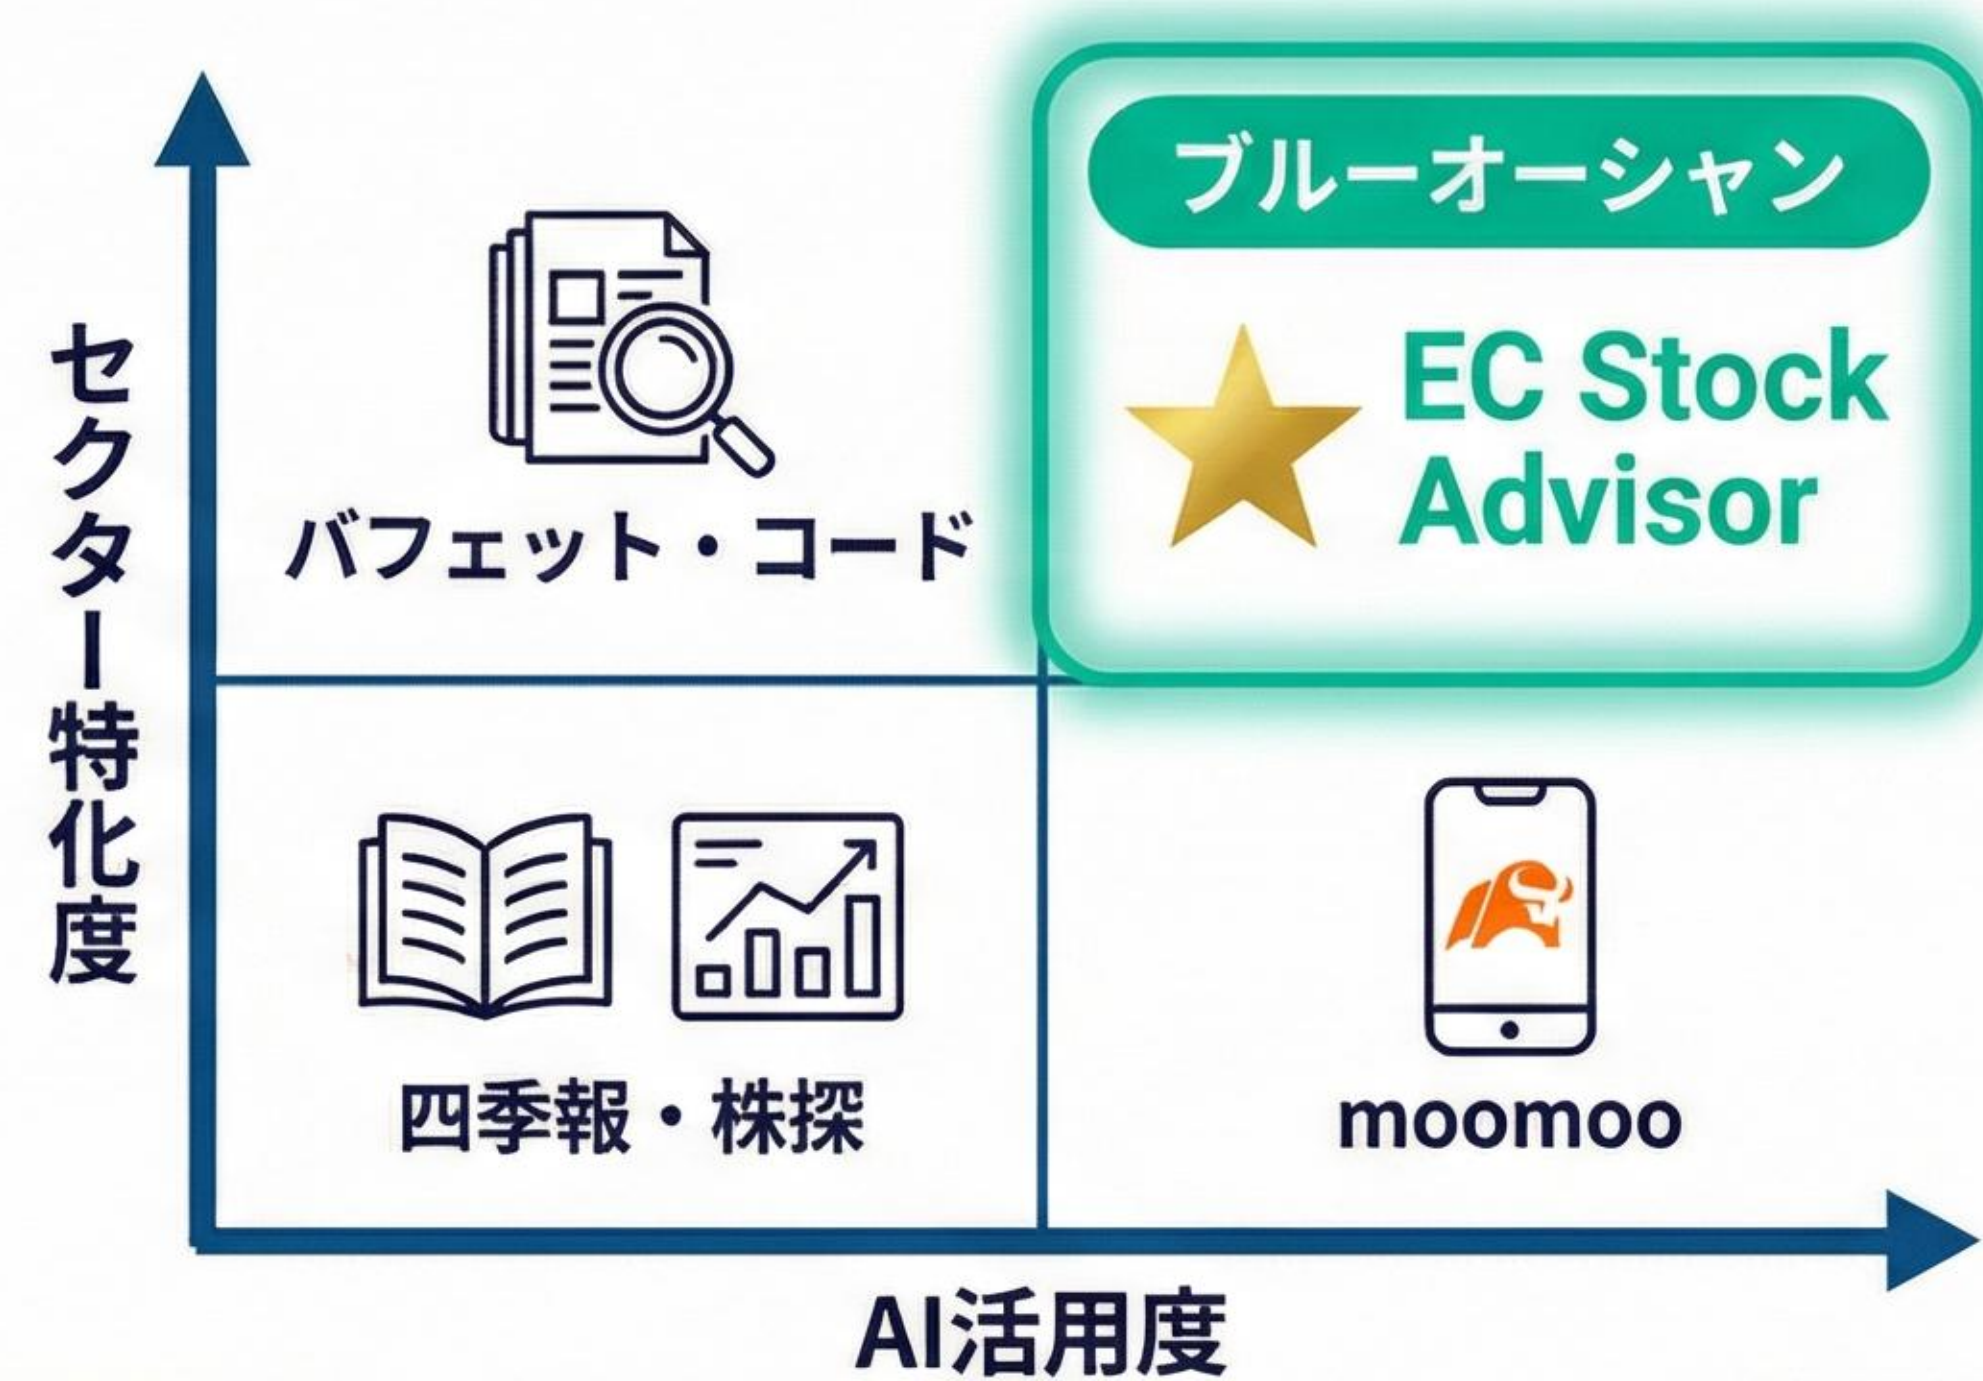 ブルーオーシャン
EC Stock
Advisor
バフェット・コード
セクター特化度
四季報・株探
moomoo
AI活用度